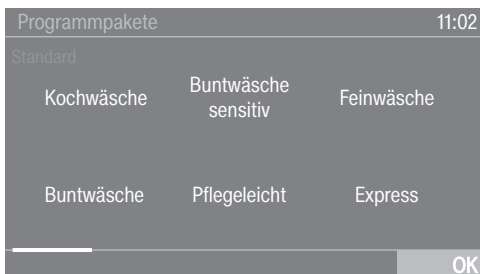 Programmpakete 11:02
Standard
Kochwäsche
Buntwäsche
sensitiv
Feinwäsche
Buntwäsche
Pflegeleicht
Express
OK